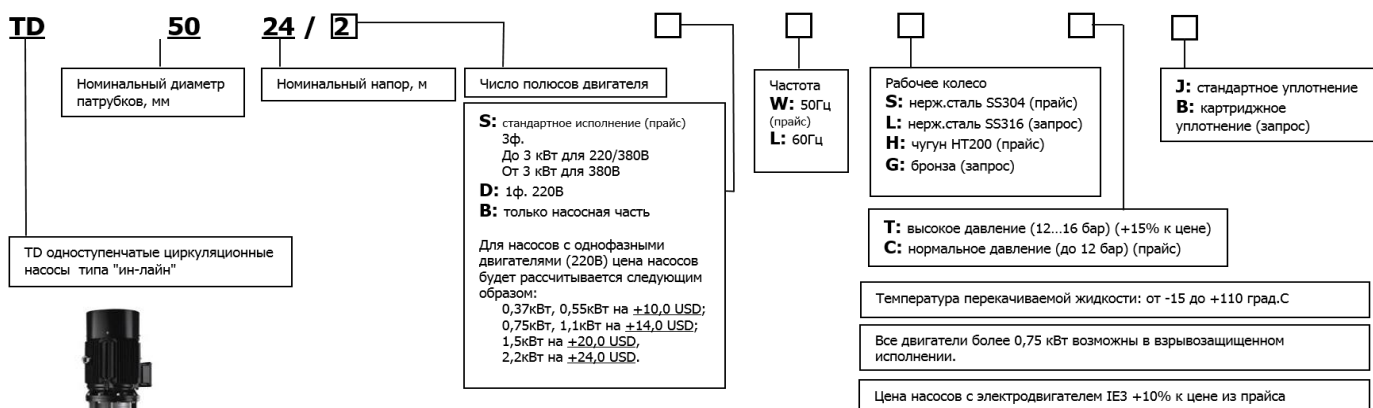 TD 50 24 / 2
Номинальный диаметр
патрубков, мм
Номинальный напор, м
Число полюсов двигателя
S: стандартное исполнение (прайс)
3ф.
До 3 кВт для 220/380В
От 3 кВт для 380В
D: 1ф. 220В
B: только насосная часть
Для насосов с однофазными
двигателями (220В) цена насосов
будет рассчитывается следующим
образом:
0,37кВт, 0,55кВт на +10,0 USD;
0,75кВт, 1,1кВт на +14,0 USD;
1,5кВт на +20,0 USD,
2,2кВт на +24,0 USD.
Частота
W: 50Гц
(прайс)
L: 60Гц
Рабочее колесо
S: нерж.сталь SS304 (прайс)
L: нерж.сталь SS316 (запрос)
H: чугун HT200 (прайс)
G: бронза (запрос)
J: стандартное уплотнение
B: картриджное
уплотнение (запрос)
T: высокое давление (12...16 бар) (+15% к цене)
C: нормальное давление (до 12 бар) (прайс)
TD одноступенчатые циркуляционные
насосы типа "ин-лайн"
Температура перекачиваемой жидкости: от -15 до +110 град.С
Все двигатели более 0,75 кВт возможны в взрывозащищенном
исполнении.
Цена насосов с электродвигателем IE3 +10% к цене из прайса